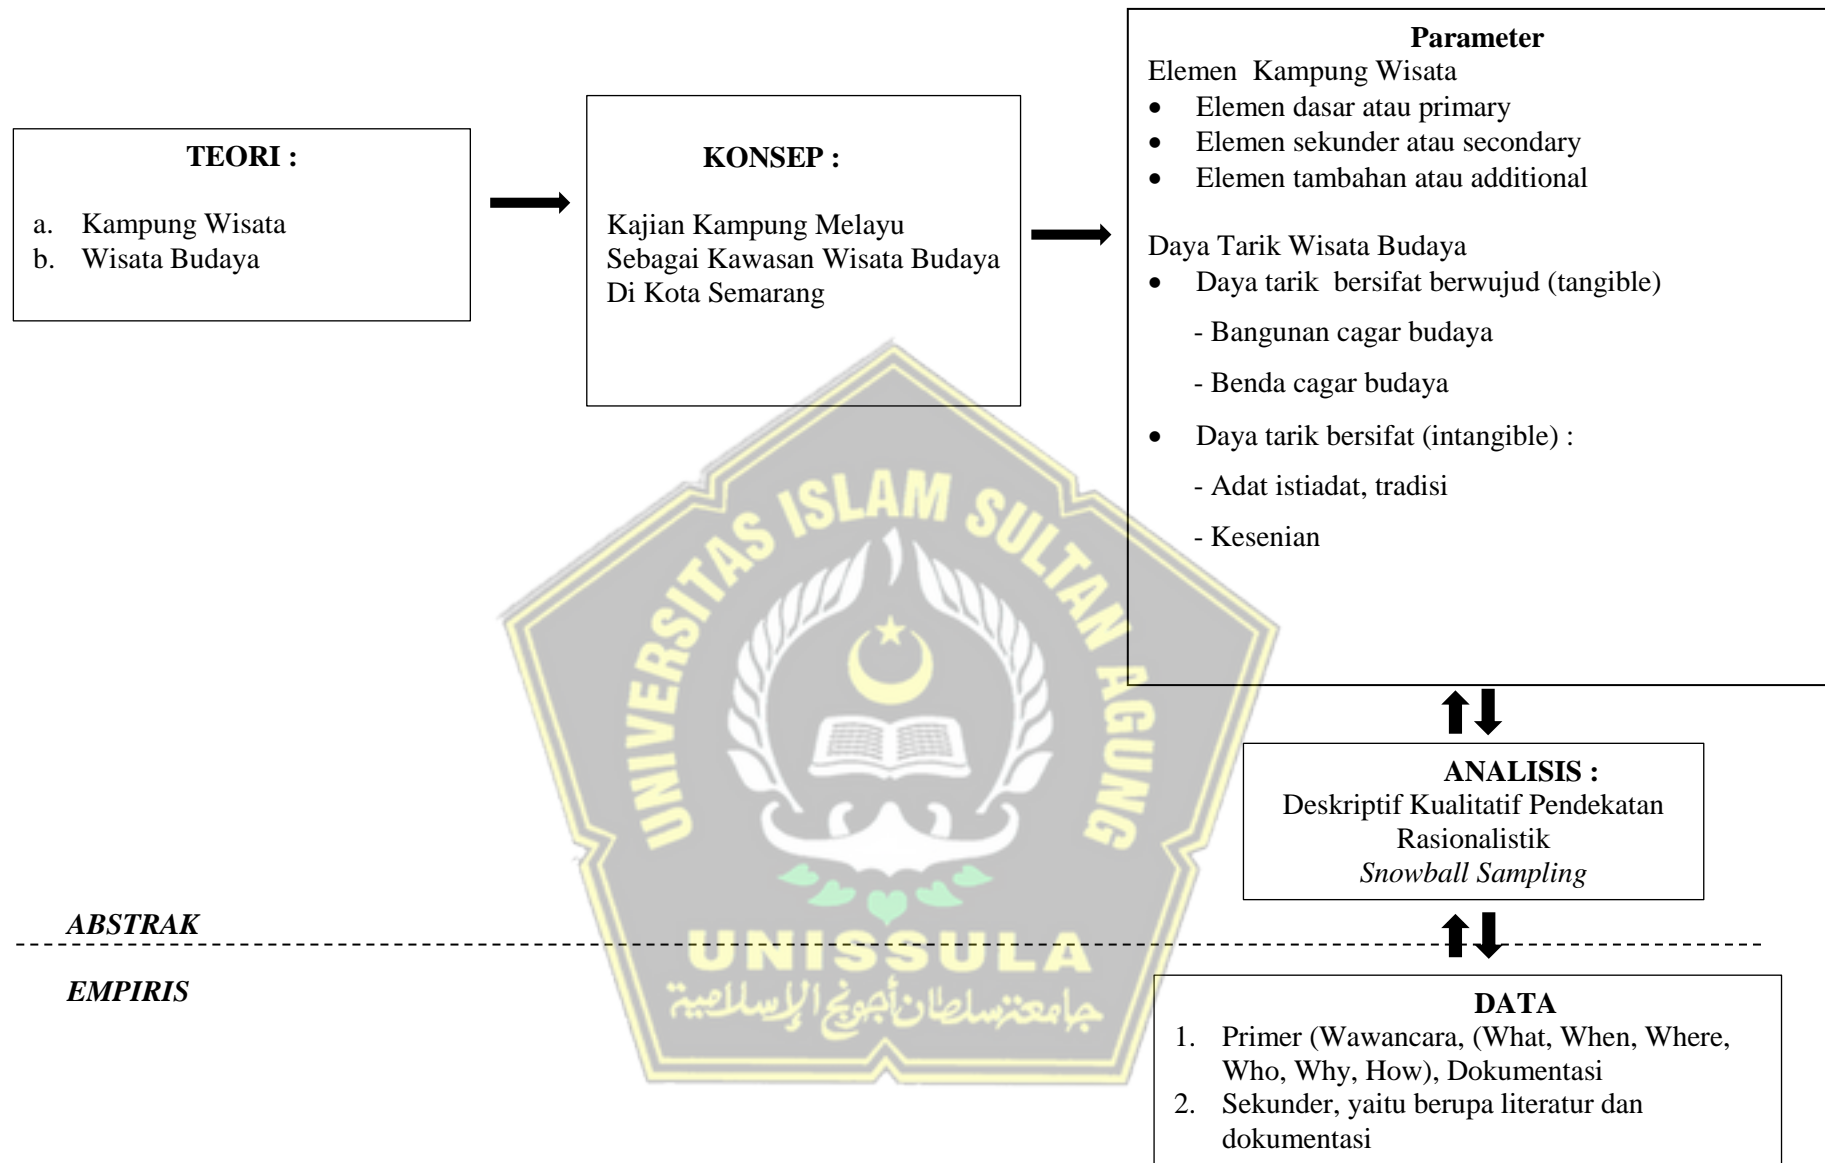 TEORI :
a. Kampung Wisata
b. Wisata Budaya
KONSEP :
Kajian Kampung Melayu
Sebagai Kawasan Wisata Budaya
Di Kota Semarang
Parameter
Elemen Kampung Wisata
• Elemen dasar atau primary
• Elemen sekunder atau secondary
• Elemen tambahan atau additional
Daya Tarik Wisata Budaya
• Daya tarik bersifat berwujud (tangible)
- Bangunan cagar budaya
- Benda cagar budaya
• Daya tarik bersifat (intangible) :
- Adat istiadat, tradisi
- Kesenian
ANALISIS :
Deskriptif Kualitatif Pendekatan
Rasionalistik
Snowball Sampling
ABSTRAK
EMPIRIS
DATA
1. Primer (Wawancara, (What, When, Where,
Who, Why, How), Dokumentasi
2. Sekunder, yaitu berupa literatur dan
dokumentasi
UNIVERSITAS ISLAM SULTAN AGUNG
UNISSULA
جامعة سلطان أجونج الإسلامية